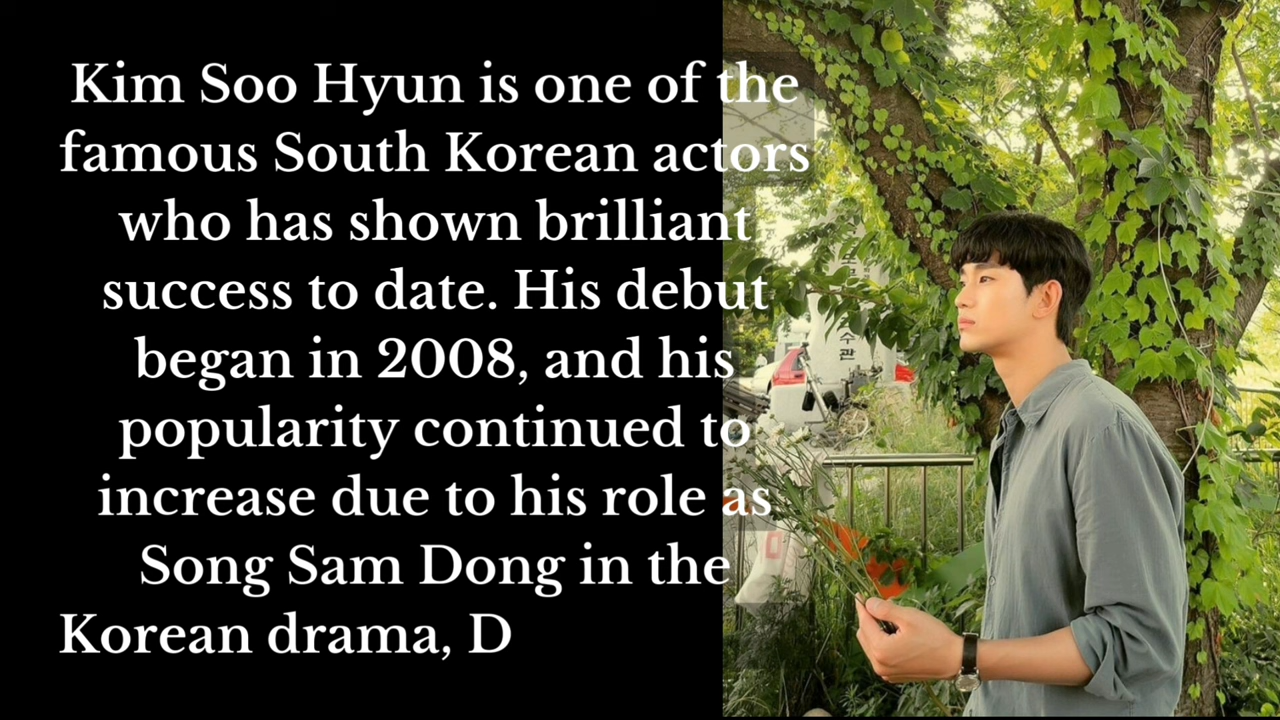 Kim Soo Hyun is one of the
famous South Korean actors
who has shown brilliant
success to date. His debut
began in 2008, and his
popularity continued to
increase due to his role as
Song Sam Dong in the
Korean drama, D
수
관